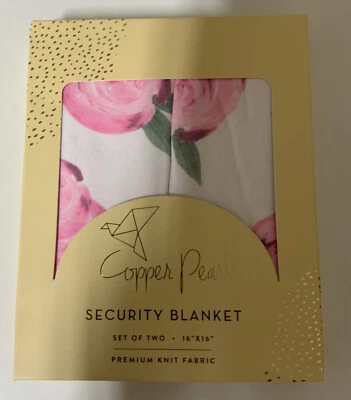 Copper Pearl
SECURITY BLANKET
SET OF TWO • 16"X16"
PREMIUM KNIT FABRIC